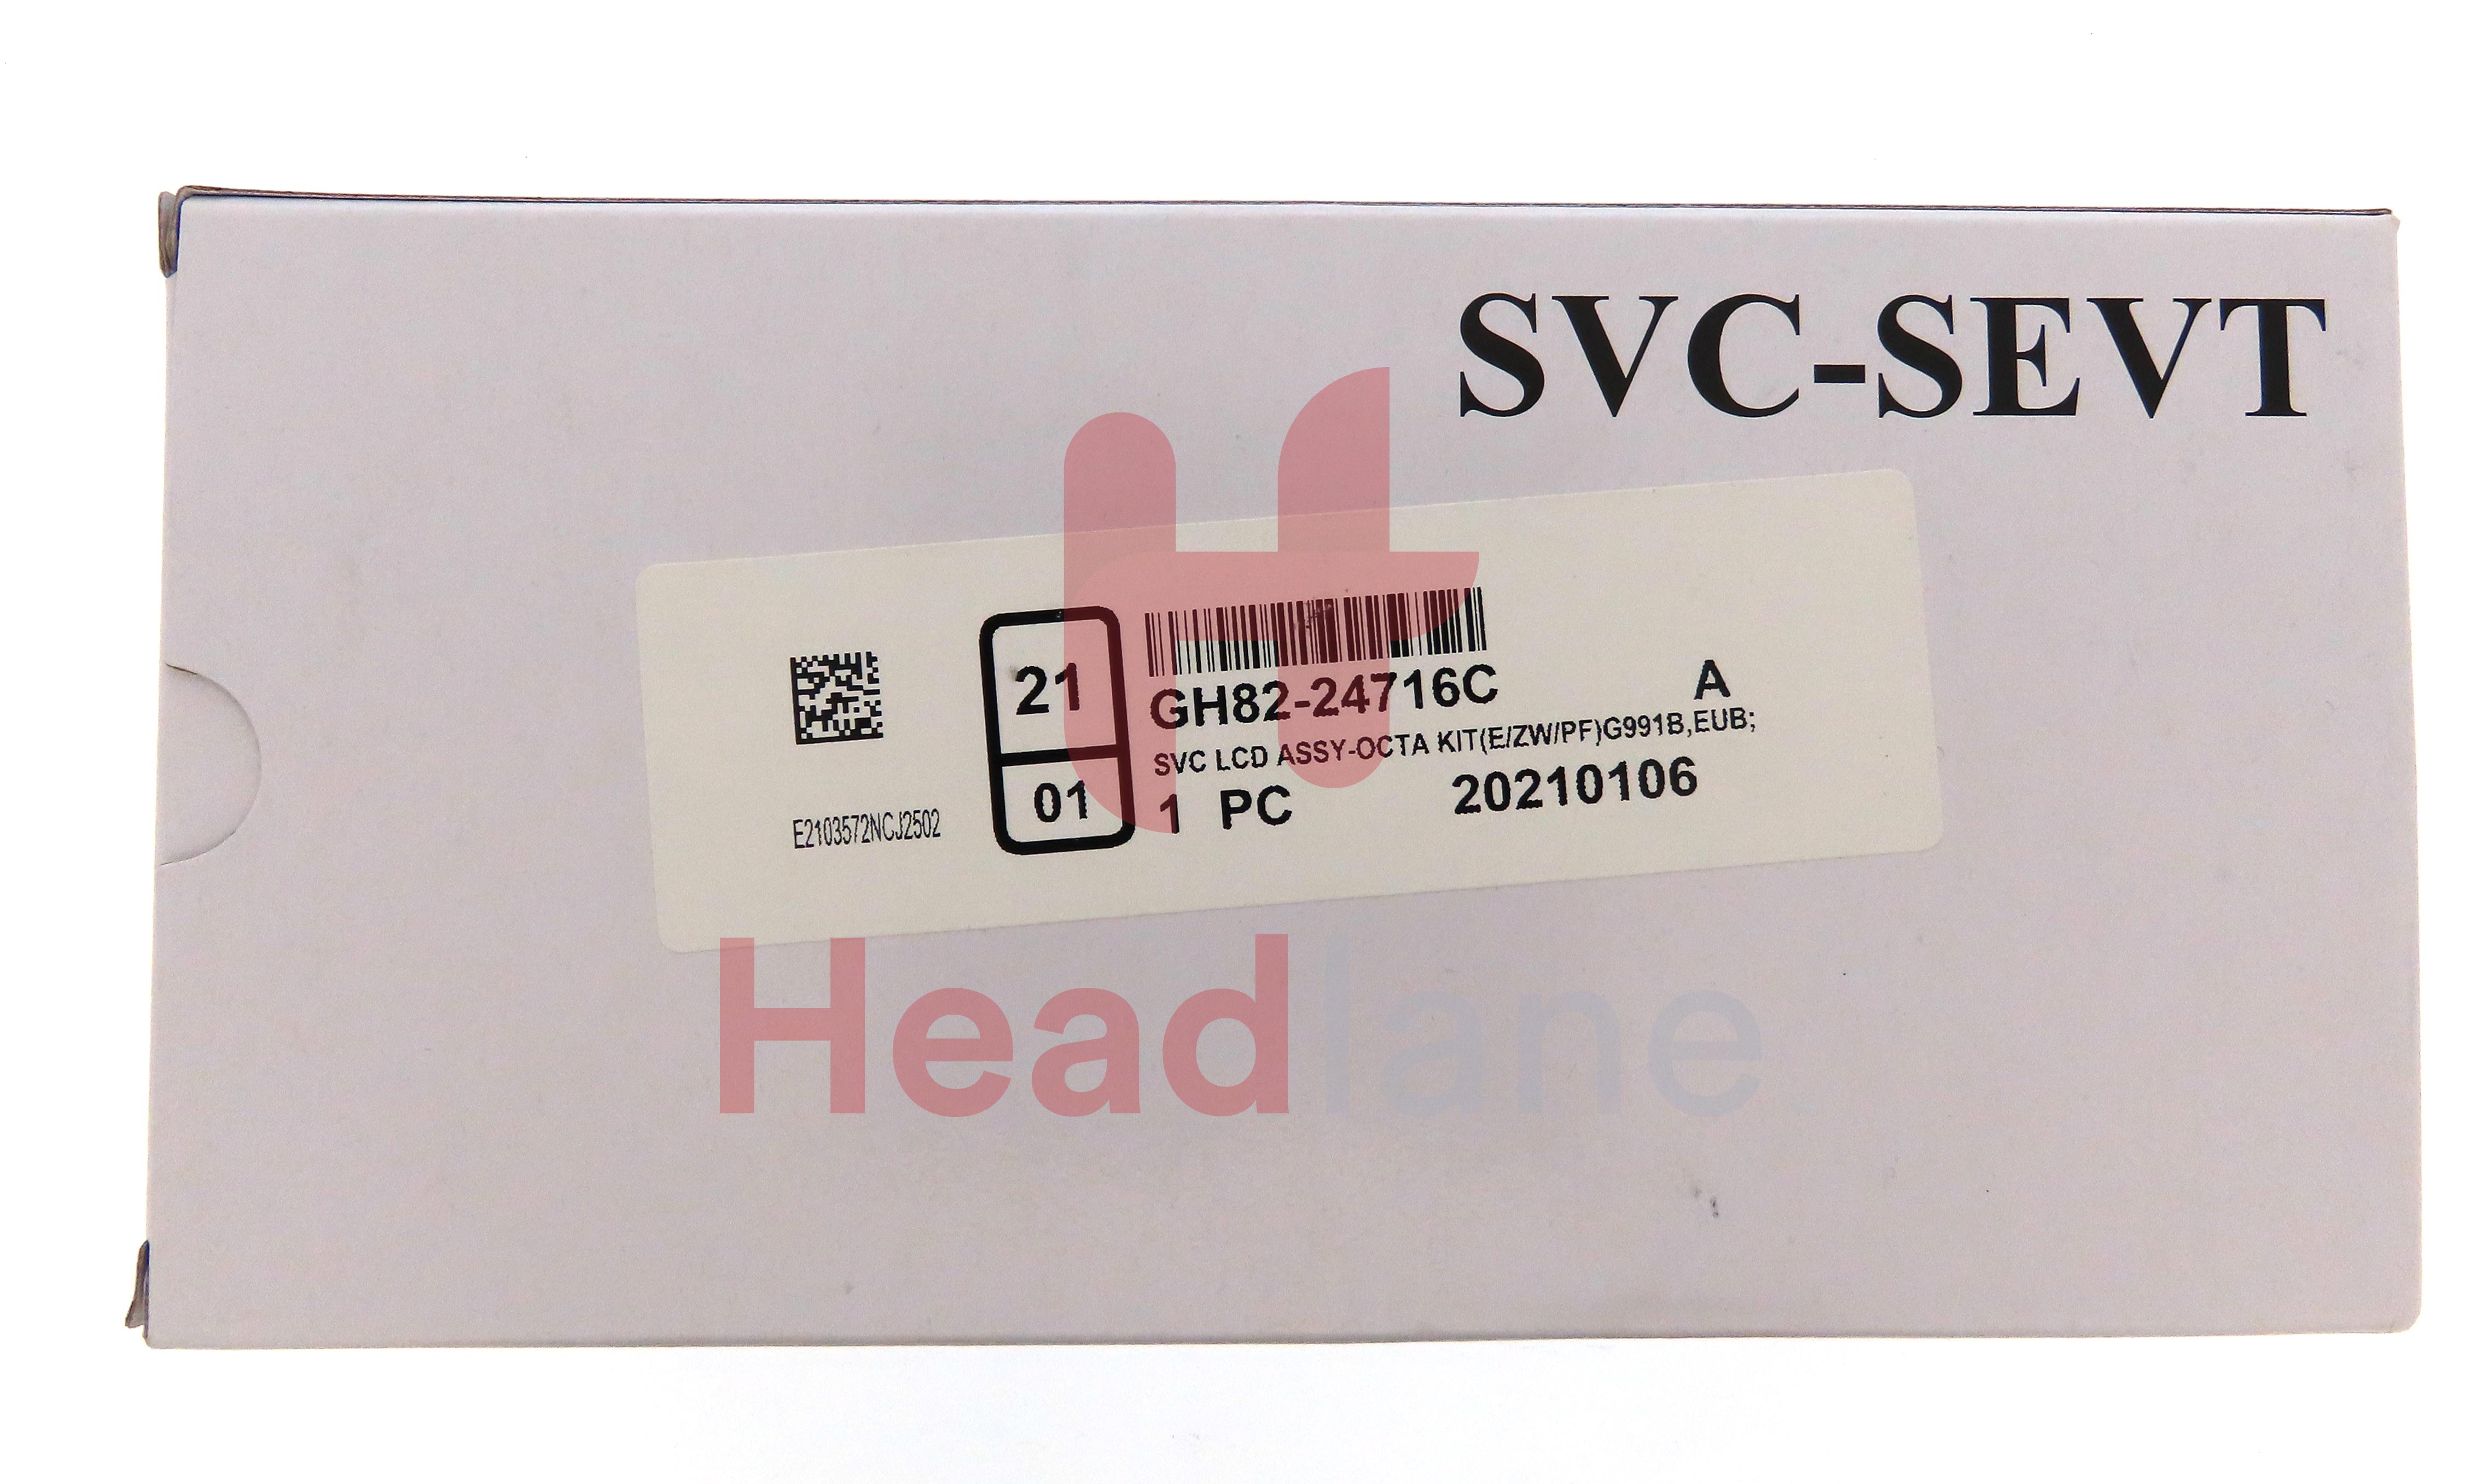 SVC-SEVT
21
01
GH82-24716C
A
SVC LCD ASSY-OCTA KIT(E/ZW/PF)G991B,EUB;
1 PC 20210106
E2103572NCJ2502
Headlane